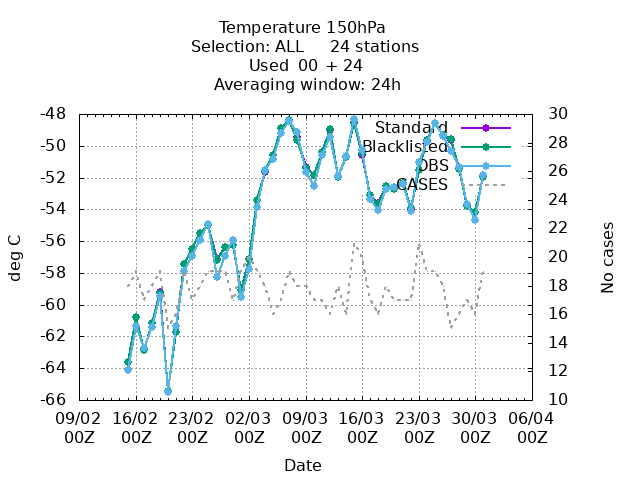 Temperature 150hPa
Selection: ALL 24 stations
Used 00 + 24
Averaging window: 24h
-48
-50
-52
-54
-56
-58
-60
-62
-64
-66
30
28
26
24
22
20
18
16
14
12
10
deg C
No cases
Standard
Blacklisted
OBS
CASES
09/02 16/02 23/02 02/03 09/03 16/03 23/03 30/03 06/04
00Z 00Z 00Z 00Z 00Z 00Z 00Z 00Z 00Z
Date